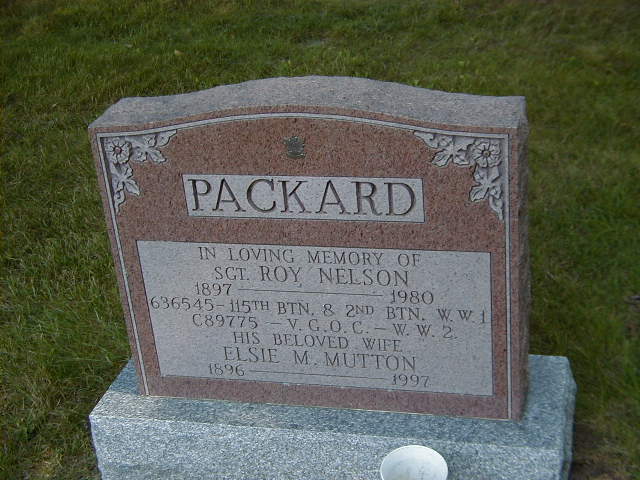 PACKARD
IN LOVING MEMORY OF
SGT. ROY NELSON
1897 — 1980
636545 - 115TH BTN. & 2ND BTN. W.W.1
C89775 - V.G.O.C. - W.W.2.
HIS BELOVED WIFE
ELSIE M. MUTTON
1896 — 1997